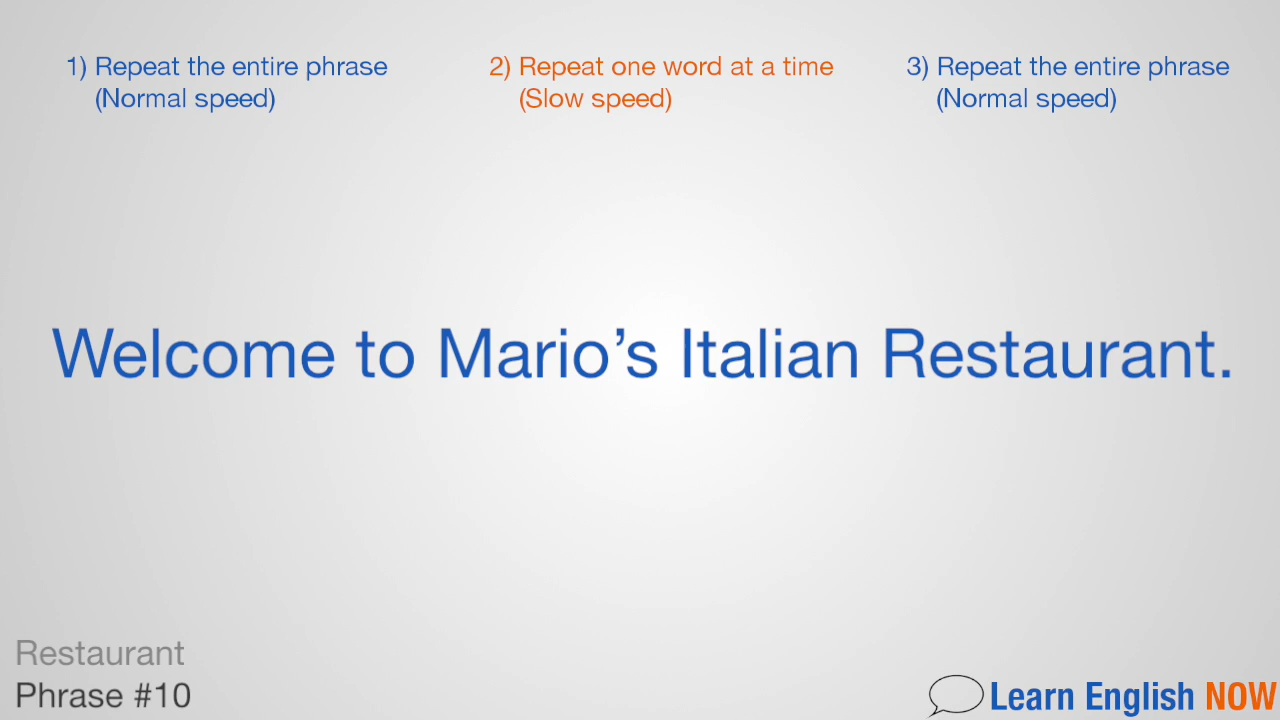 1) Repeat the entire phrase
(Normal speed)
2) Repeat one word at a time
(Slow speed)
3) Repeat the entire phrase
(Normal speed)
Welcome to Mario’s Italian Restaurant.
Restaurant
Phrase #10
Learn English NOW